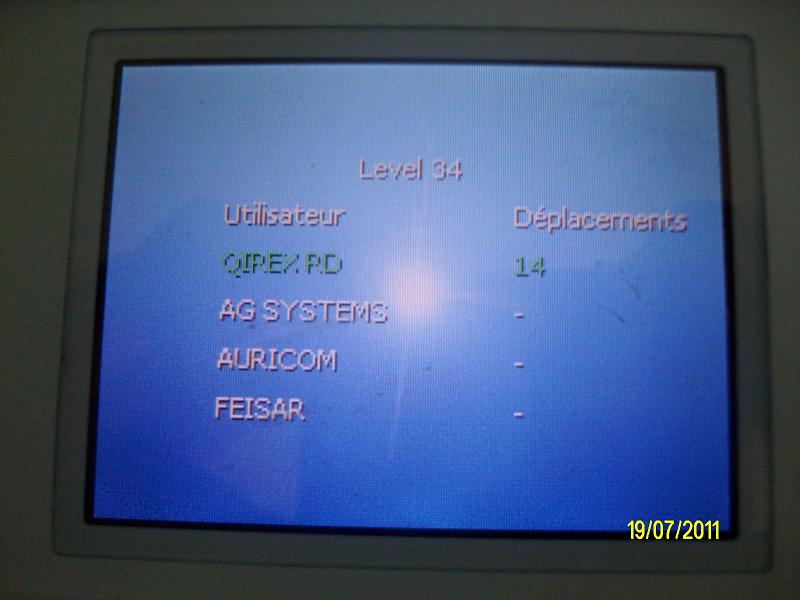 Level 34
Utilisateur Déplacements
QIREX RD 14
AG SYSTEMS -
AURICOM -
FEISAR -
19/07/2011